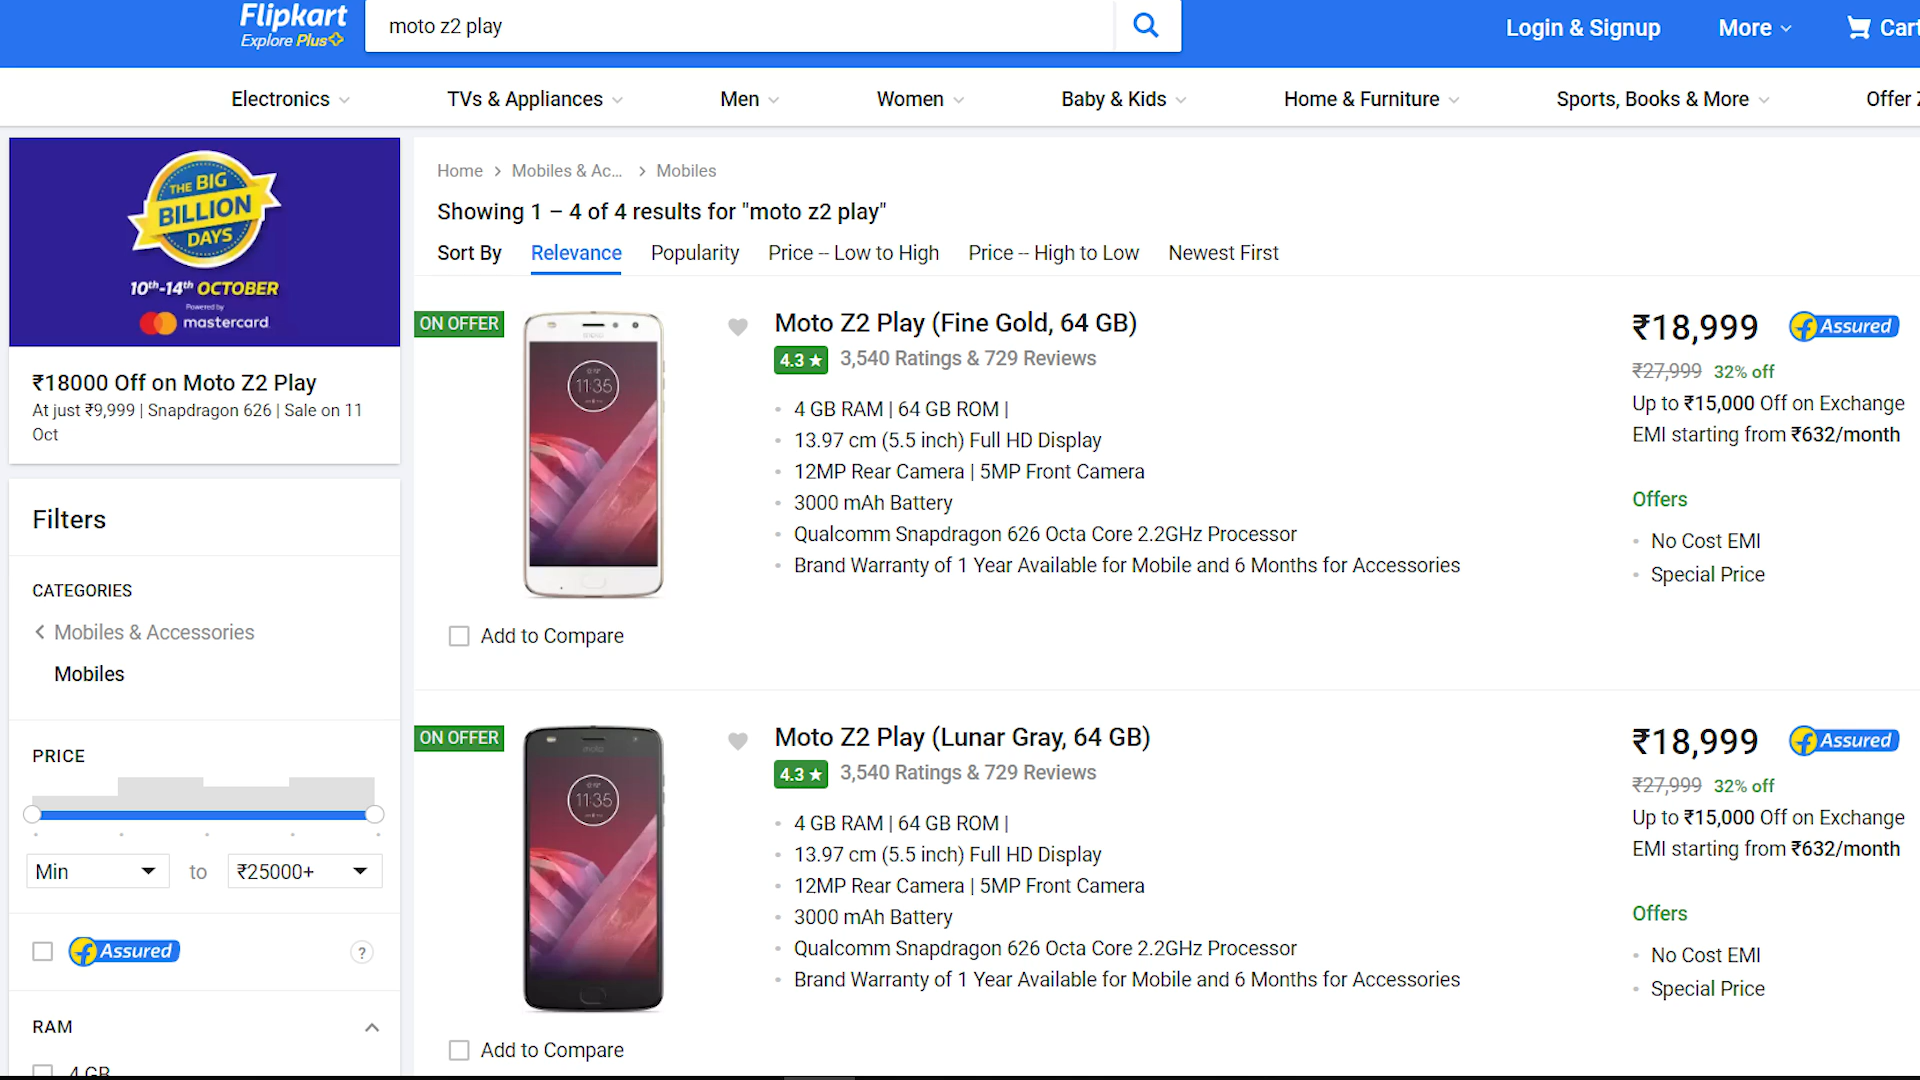 Flipkart
Explore Plus
moto z2 play
Login & Signup
More
Cart
Electronics
TVs & Appliances
Men
Women
Baby & Kids
Home & Furniture
Sports, Books & More
Offer Z
THE BIG
BILLION
DAYS
10th-14th OCTOBER
Powered by
mastercard
₹18000 Off on Moto Z2 Play
At just ₹9,999 | Snapdragon 626 | Sale on 11
Oct
Filters
CATEGORIES
Mobiles & Accessories
Mobiles
PRICE
Min
to
₹25000+
f Assured
?
RAM
4 GB
Home > Mobiles & Ac... > Mobiles
Showing 1 – 4 of 4 results for "moto z2 play"
Sort By
Relevance
Popularity
Price -- Low to High
Price -- High to Low
Newest First
ON OFFER
11:35
Add to Compare
Moto Z2 Play (Fine Gold, 64 GB)
4.3 ★ 3,540 Ratings & 729 Reviews
4 GB RAM | 64 GB ROM |
13.97 cm (5.5 inch) Full HD Display
12MP Rear Camera | 5MP Front Camera
3000 mAh Battery
Qualcomm Snapdragon 626 Octa Core 2.2GHz Processor
Brand Warranty of 1 Year Available for Mobile and 6 Months for Accessories
₹18,999
f Assured
₹27,999 32% off
Up to ₹15,000 Off on Exchange
EMI starting from ₹632/month
Offers
No Cost EMI
Special Price
ON OFFER
11:35
Add to Compare
Moto Z2 Play (Lunar Gray, 64 GB)
4.3 ★ 3,540 Ratings & 729 Reviews
4 GB RAM | 64 GB ROM |
13.97 cm (5.5 inch) Full HD Display
12MP Rear Camera | 5MP Front Camera
3000 mAh Battery
Qualcomm Snapdragon 626 Octa Core 2.2GHz Processor
Brand Warranty of 1 Year Available for Mobile and 6 Months for Accessories
₹18,999
f Assured
₹27,999 32% off
Up to ₹15,000 Off on Exchange
EMI starting from ₹632/month
Offers
No Cost EMI
Special Price